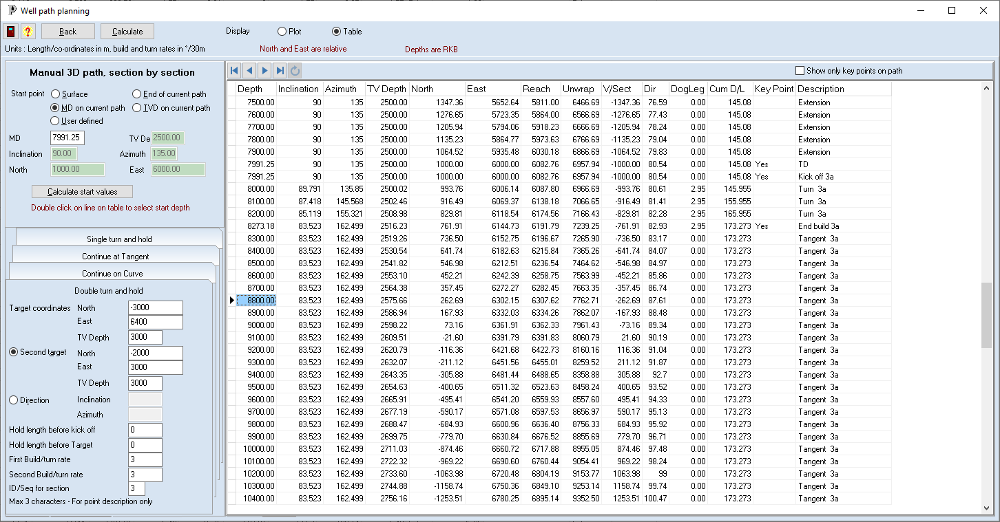 Well path planning
Back Calculate Display Plot Table
Units : Length/co-ordinates in m, build and turn rates in °/30m North and East are relative Depths are RKB
Manual 3D path, section by section
Start point Surface End of current path
MD on current path TVD on current path
User defined
MD 7991.25 TV De 2500.00
Inclination 90.00 Azimuth 135.00
North 1000.00 East 6000.00
Calculate start values
Double click on line on table to select start depth
Single turn and hold
Continue at Tangent
Continue on Curve
Double turn and hold
Target coordinates North -3000
East 6400
TV Depth 3000
Second target North -2000
East 3000
TV Depth 3000
Direction Inclination
Azimuth
Hold length before kick off 0
Hold length before Target 0
First Build/turn rate 3
Second Build/turn rate 3
ID/Seq for section 3
Max 3 characters - For point description only
Show only key points on path
Depth Inclination Azimuth TV Depth North East Reach Unwrap V/Sect Dir DogLeg Cum D/L Key Point Description
7500.00 90 135 2500.00 1347.36 5652.64 5811.00 6466.69 -1347.36 76.59 0.00 145.08 Extension
7600.00 90 135 2500.00 1276.65 5723.35 5864.00 6566.69 -1276.65 77.43 0.00 145.08 Extension
7700.00 90 135 2500.00 1205.94 5794.06 5918.23 6666.69 -1205.94 78.24 0.00 145.08 Extension
7800.00 90 135 2500.00 1135.23 5864.77 5973.63 6766.69 -1135.23 79.04 0.00 145.08 Extension
7900.00 90 135 2500.00 1064.52 5935.48 6030.18 6866.69 -1064.52 79.83 0.00 145.08 Extension
7991.25 90 135 2500.00 1000.00 6000.00 6082.76 6957.94 -1000.00 80.54 0.00 145.08 Yes TD
7991.25 90 135 2500.00 1000.00 6000.00 6082.76 6957.94 -1000.00 80.54 0.00 145.08 Yes Kick off 3a
8000.00 89.791 135.85 2500.02 993.76 6006.14 6087.80 6966.69 -993.76 80.61 2.95 145.955 Turn 3a
8100.00 87.418 145.568 2502.46 916.49 6069.37 6138.18 7066.65 -916.49 81.41 2.95 155.955 Turn 3a
8200.00 85.119 155.321 2508.98 829.81 6118.54 6174.56 7166.43 -829.81 82.28 2.95 165.955 Turn 3a
8273.18 83.523 162.499 2516.23 761.91 6144.73 6191.79 7239.25 -761.91 82.93 2.95 173.273 Yes End build 3a
8300.00 83.523 162.499 2519.26 736.50 6152.75 6196.67 7265.90 -736.50 83.17 0.00 173.273 Tangent 3a
8400.00 83.523 162.499 2530.54 641.74 6182.63 6215.84 7365.26 -641.74 84.07 0.00 173.273 Tangent 3a
8500.00 83.523 162.499 2541.82 546.98 6212.51 6236.54 7464.62 -546.98 84.97 0.00 173.273 Tangent 3a
8600.00 83.523 162.499 2553.10 452.21 6242.39 6258.75 7563.99 -452.21 85.86 0.00 173.273 Tangent 3a
8700.00 83.523 162.499 2564.38 357.45 6272.27 6282.45 7663.35 -357.45 86.74 0.00 173.273 Tangent 3a
8800.00 83.523 162.499 2575.66 262.69 6302.15 6307.62 7762.71 -262.69 87.61 0.00 173.273 Tangent 3a
8900.00 83.523 162.499 2586.94 167.93 6332.03 6334.26 7862.07 -167.93 88.48 0.00 173.273 Tangent 3a
9000.00 83.523 162.499 2598.22 73.16 6361.91 6362.33 7961.43 -73.16 89.34 0.00 173.273 Tangent 3a
9100.00 83.523 162.499 2609.51 -21.60 6391.79 6391.83 8060.79 21.60 90.19 0.00 173.273 Tangent 3a
9200.00 83.523 162.499 2620.79 -116.36 6421.68 6422.73 8160.16 116.36 91.04 0.00 173.273 Tangent 3a
9300.00 83.523 162.499 2632.07 -211.12 6451.56 6455.01 8259.52 211.12 91.87 0.00 173.273 Tangent 3a
9400.00 83.523 162.499 2643.35 -305.88 6481.44 6488.65 8358.88 305.88 92.7 0.00 173.273 Tangent 3a
9500.00 83.523 162.499 2654.63 -400.65 6511.32 6523.63 8458.24 400.65 93.52 0.00 173.273 Tangent 3a
9600.00 83.523 162.499 2665.91 -495.41 6541.20 6559.93 8557.60 495.41 94.33 0.00 173.273 Tangent 3a
9700.00 83.523 162.499 2677.19 -590.17 6571.08 6597.53 8656.97 590.17 95.13 0.00 173.273 Tangent 3a
9800.00 83.523 162.499 2688.47 -684.93 6600.96 6636.40 8756.33 684.93 95.92 0.00 173.273 Tangent 3a
9900.00 83.523 162.499 2699.75 -779.70 6630.84 6676.52 8855.69 779.70 96.71 0.00 173.273 Tangent 3a
10000.00 83.523 162.499 2711.03 -874.46 6660.72 6717.88 8955.05 874.46 97.48 0.00 173.273 Tangent 3a
10100.00 83.523 162.499 2722.32 -969.22 6690.60 6760.44 9054.41 969.22 98.24 0.00 173.273 Tangent 3a
10200.00 83.523 162.499 2733.60 -1063.98 6720.48 6804.19 9153.77 1063.98 99 0.00 173.273 Tangent 3a
10300.00 83.523 162.499 2744.88 -1158.74 6750.36 6849.10 9253.14 1158.74 99.74 0.00 173.273 Tangent 3a
10400.00 83.523 162.499 2756.16 -1253.51 6780.25 6895.14 9352.50 1253.51 100.47 0.00 173.273 Tangent 3a